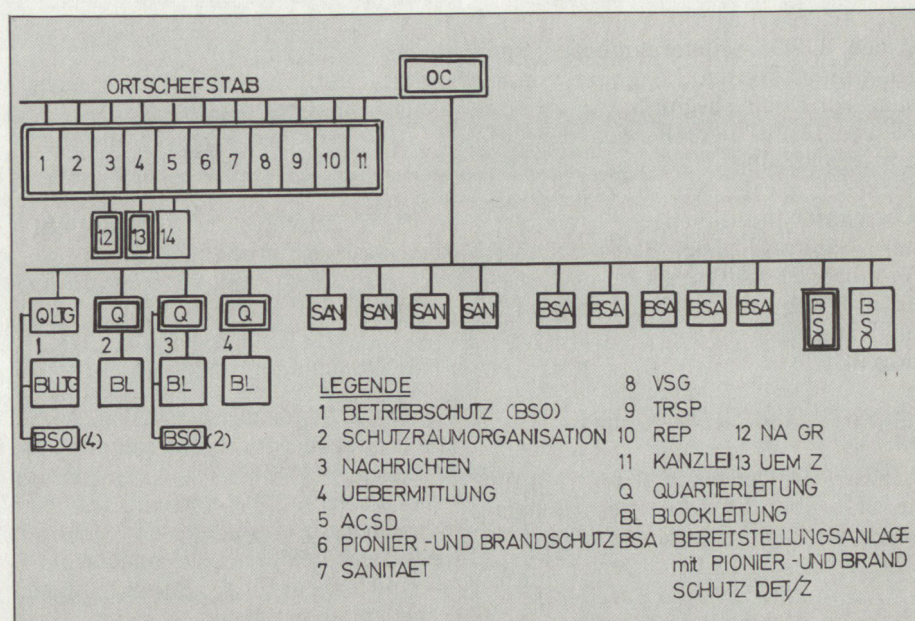 OC
ORTSCHEFSTAB
1 2 3 4 5 6 7 8 9 10 11
12 13 14
QLTG Q Q Q SAN SAN SAN SAN BSA BSA BSA BSA BSA BSO BSO
1 2 3 4
BLLTG BL BL BL
BSO (4) BSO (2)
LEGENDE
1 BETRIEBSCHUTZ (BSO)
2 SCHUTZRAUMORGANISATION
3 NACHRICHTEN
4 UEBERMITTLUNG
5 ACSD
6 PIONIER -UND BRANDSCHUTZ
7 SANITAET
8 VSG
9 TRSP
10 REP 12 NA GR
11 KANZLEI 13 UEM Z
Q QUARTIERLEITUNG
BL BLOCKLEITUNG
BSA BEREITSTELLUNGSANLAGE
mit PIONIER -UND BRAND
SCHUTZ DET/Z